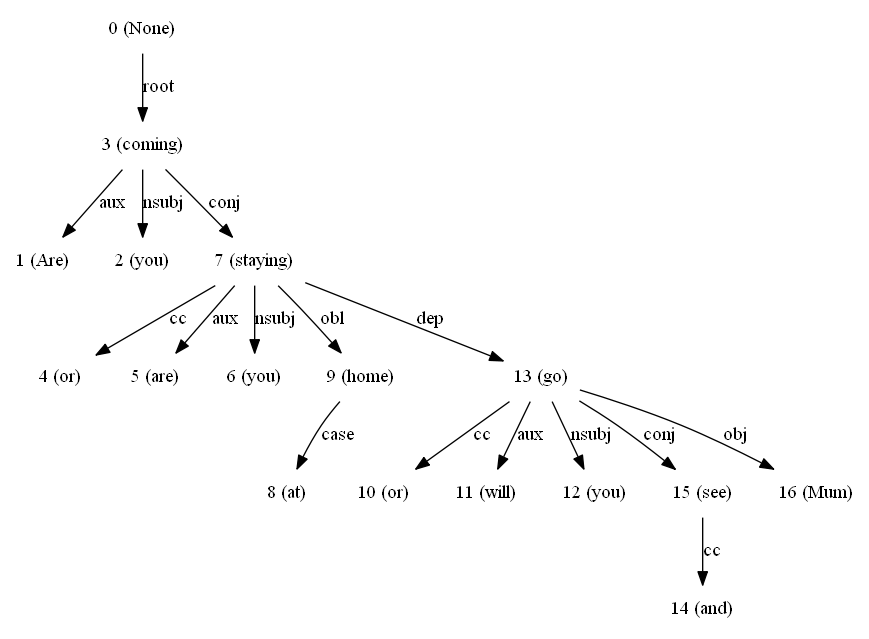 0 (None)
root
3 (coming)
aux nsubj conj
1 (Are) 2 (you) 7 (staying)
cc aux nsubj obl dep
4 (or) 5 (are) 6 (you) 9 (home) 13 (go)
case cc aux nsubj conj obj
8 (at) 10 (or) 11 (will) 12 (you) 15 (see) 16 (Mum)
cc
14 (and)